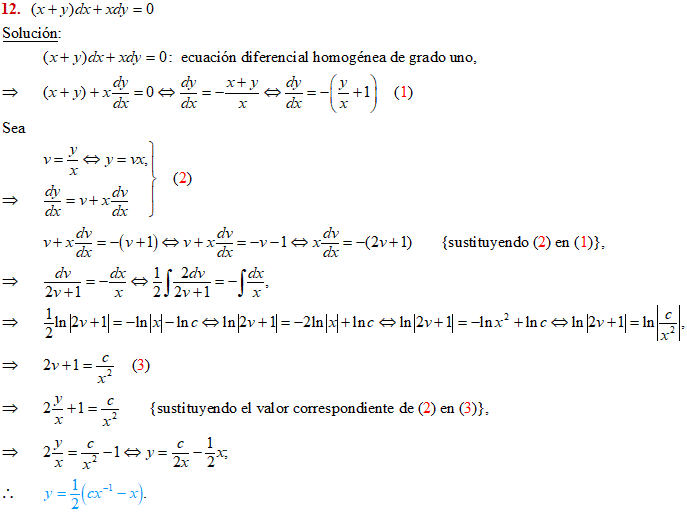 12. (x + y)dx + xdy = 0
Solución:
(x + y)dx + xdy = 0: ecuación diferencial homogénea de grado uno,
⇒ (x + y) + x dy/dx = 0 ⇔ dy/dx = −(x + y)/x ⇔ dy/dx = −(y/x + 1) (1)
Sea
v = y/x ⇔ y = vx,
⇒ dy/dx = v + x dv/dx } (2)
v + x dv/dx = −(v + 1) ⇔ v + x dv/dx = −v − 1 ⇔ x dv/dx = −(2v + 1) {sustituyendo (2) en (1)},
⇒ dv/(2v + 1) = −dx/x ⇔ 1/2 ∫ 2dv/(2v + 1) = −∫ dx/x,
⇒ 1/2 ln|2v + 1| = −ln|x| − ln c ⇔ ln|2v + 1| = −2ln|x| + ln c ⇔ ln|2v + 1| = −ln x² + ln c ⇔ ln|2v + 1| = ln|c/x²|,
⇒ 2v + 1 = c/x² (3)
⇒ 2 y/x + 1 = c/x² {sustituyendo el valor correspondiente de (2) en (3)},
⇒ 2 y/x = c/x² − 1 ⇔ y = c/2x − 1/2 x;
∴ y = 1/2 (cx⁻¹ − x).